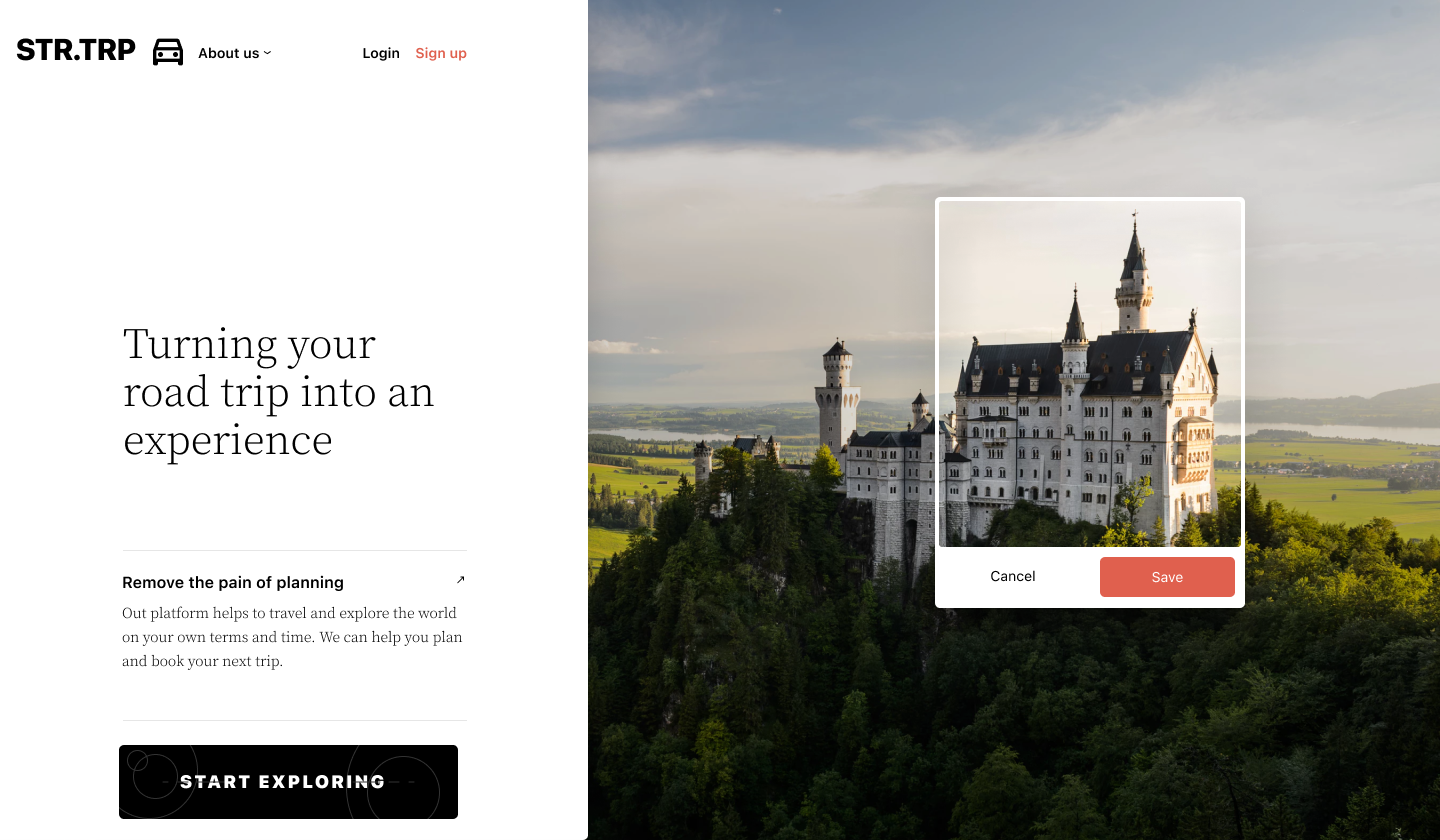 STR.TRP
About us
Login
Sign up
Turning your
road trip into an
experience
Remove the pain of planning
Out platform helps to travel and explore the world
on your own terms and time. We can help you plan
and book your next trip.
START EXPLORING
Cancel
Save